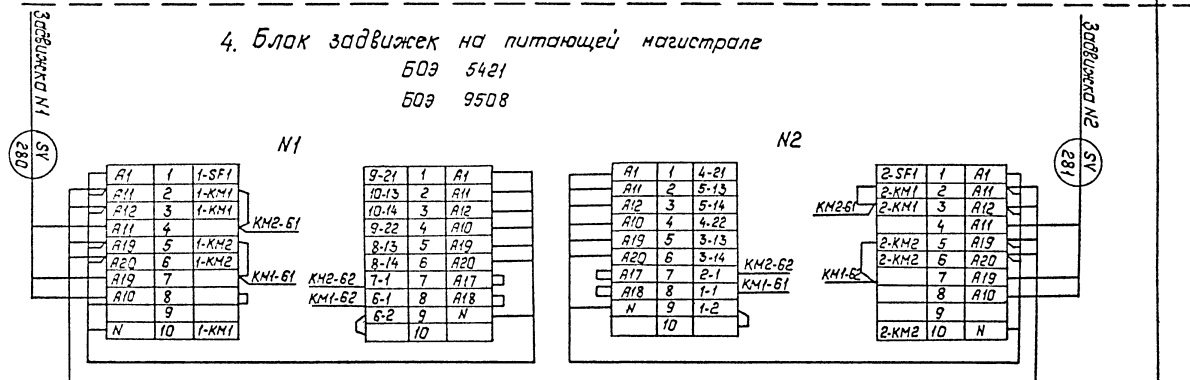 4. Блок задвижек на питающей магистрале
БОЭ 5421
БОЭ 9508
Задвижка N1
SV
280
N1
A1 1 1-SF1
A11 2 1-KM1
A12 3 1-KM1
A11 4
A19 5 1-KM2
A20 6 1-KM2
A19 7
A10 8
9
N 10 1-KM1
KM2-61
KM1-61
9-21 1 A1
10-13 2 A11
10-14 3 A12
9-22 4 A10
8-13 5 A19
8-14 6 A20
7-1 7 A17
6-1 8 A18
6-2 9 N
10
KM2-62
KM1-62
N2
A1 1 4-21
A11 2 5-13
A12 3 5-14
A10 4 4-22
A19 5 3-13
A20 6 3-14
A17 7 2-1
A18 8 1-1
N 9 1-2
10
KM2-62
KM1-61
2-SF1 1 A1
2-KM1 2 A11
2-KM1 3 A12
4 A11
2-KM2 5 A19
2-KM2 6 A20
7 A19
8 A10
9
2-KM2 10 N
KM2-61
KM1-62
Задвижка N2
SV
281